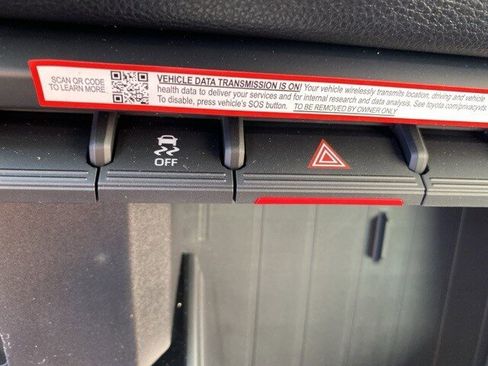 SCAN OR CODE
TO LEARN MORE
VEHICLE DATA TRANSMISSION IS ON! Your vehicle wirelessly transmits location, driving and vehicle
health data to deliver your services and for internal research and data analysis. See toyota.com/privacyvts
To disable, press vehicle's SOS button. TO BE REMOVED BY OWNER ONLY
OFF